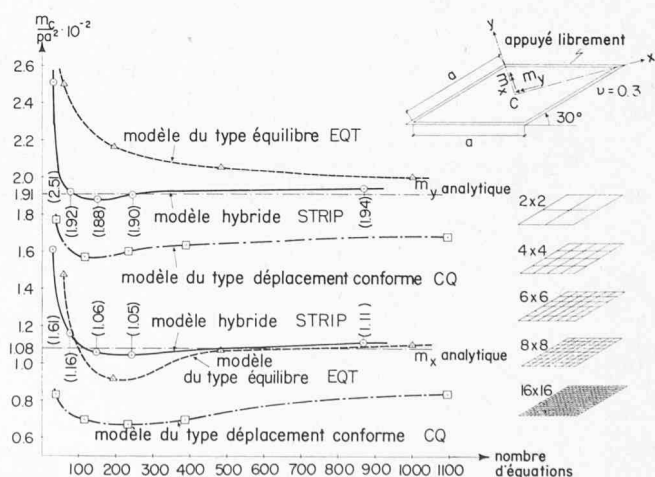 m_c
pa² · 10⁻²
2.6
2.4
2.2
2.0
1.91
1.8
1.6
1.4
1.2
1.08
1.0
0.8
0.6
modèle du type équilibre EQT
m_y analytique
(2.51)
(1.92)
(1.88)
(1.90)
(1.94)
modèle hybride STRIP
modèle du type déplacement conforme CQ
(1.61)
(1.16)
(1.06)
(1.05)
(1.11)
modèle hybride STRIP
m_x analytique
modèle
du type équilibre EQT
modèle du type déplacement conforme CQ
100 200 300 400 500 600 700 800 900 1000 1100
nombre
d'équations
y
appuyé librement
x
a
m_x
m_y
C
ν=0.3
30°
a
2x2
4x4
6x6
8x8
16x16